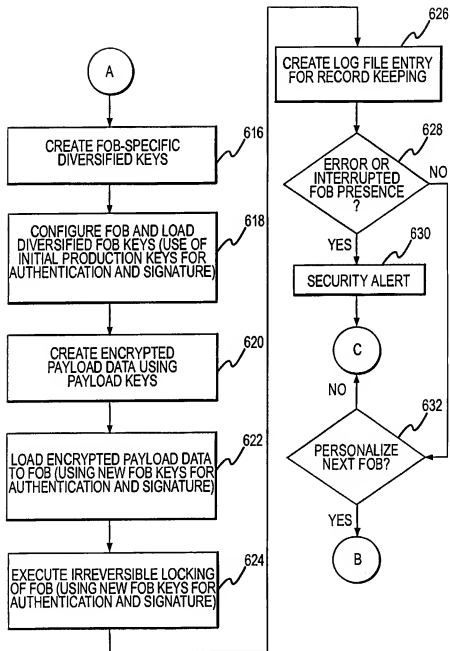 A
CREATE FOB-SPECIFIC
DIVERSIFIED KEYS
616
CONFIGURE FOB AND LOAD
DIVERSIFIED FOB KEYS (USE OF
INITIAL PRODUCTION KEYS FOR
AUTHENTICATION AND SIGNATURE)
618
CREATE ENCRYPTED
PAYLOAD DATA USING
PAYLOAD KEYS
620
LOAD ENCRYPTED PAYLOAD DATA
TO FOB (USING NEW FOB KEYS FOR
AUTHENTICATION AND SIGNATURE)
622
EXECUTE IRREVERSIBLE LOCKING
OF FOB (USING NEW FOB KEYS FOR
AUTHENTICATION AND SIGNATURE)
624
CREATE LOG FILE ENTRY
FOR RECORD KEEPING
626
ERROR OR
INTERRUPTED
FOB PRESENCE
?
628
NO
YES
630
SECURITY ALERT
C
NO
632
PERSONALIZE
NEXT FOB?
YES
B